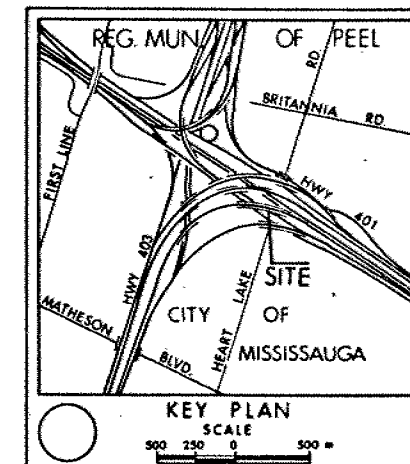 REG. MUN. OF PEEL
RD.
BRITANNIA RD.
FIRST LINE
HWY 401
HWY 403
SITE
HEART LAKE
CITY OF
MISSISSAUGA
MATHESON BLVD.
KEY PLAN
SCALE
500 250 0 500 m